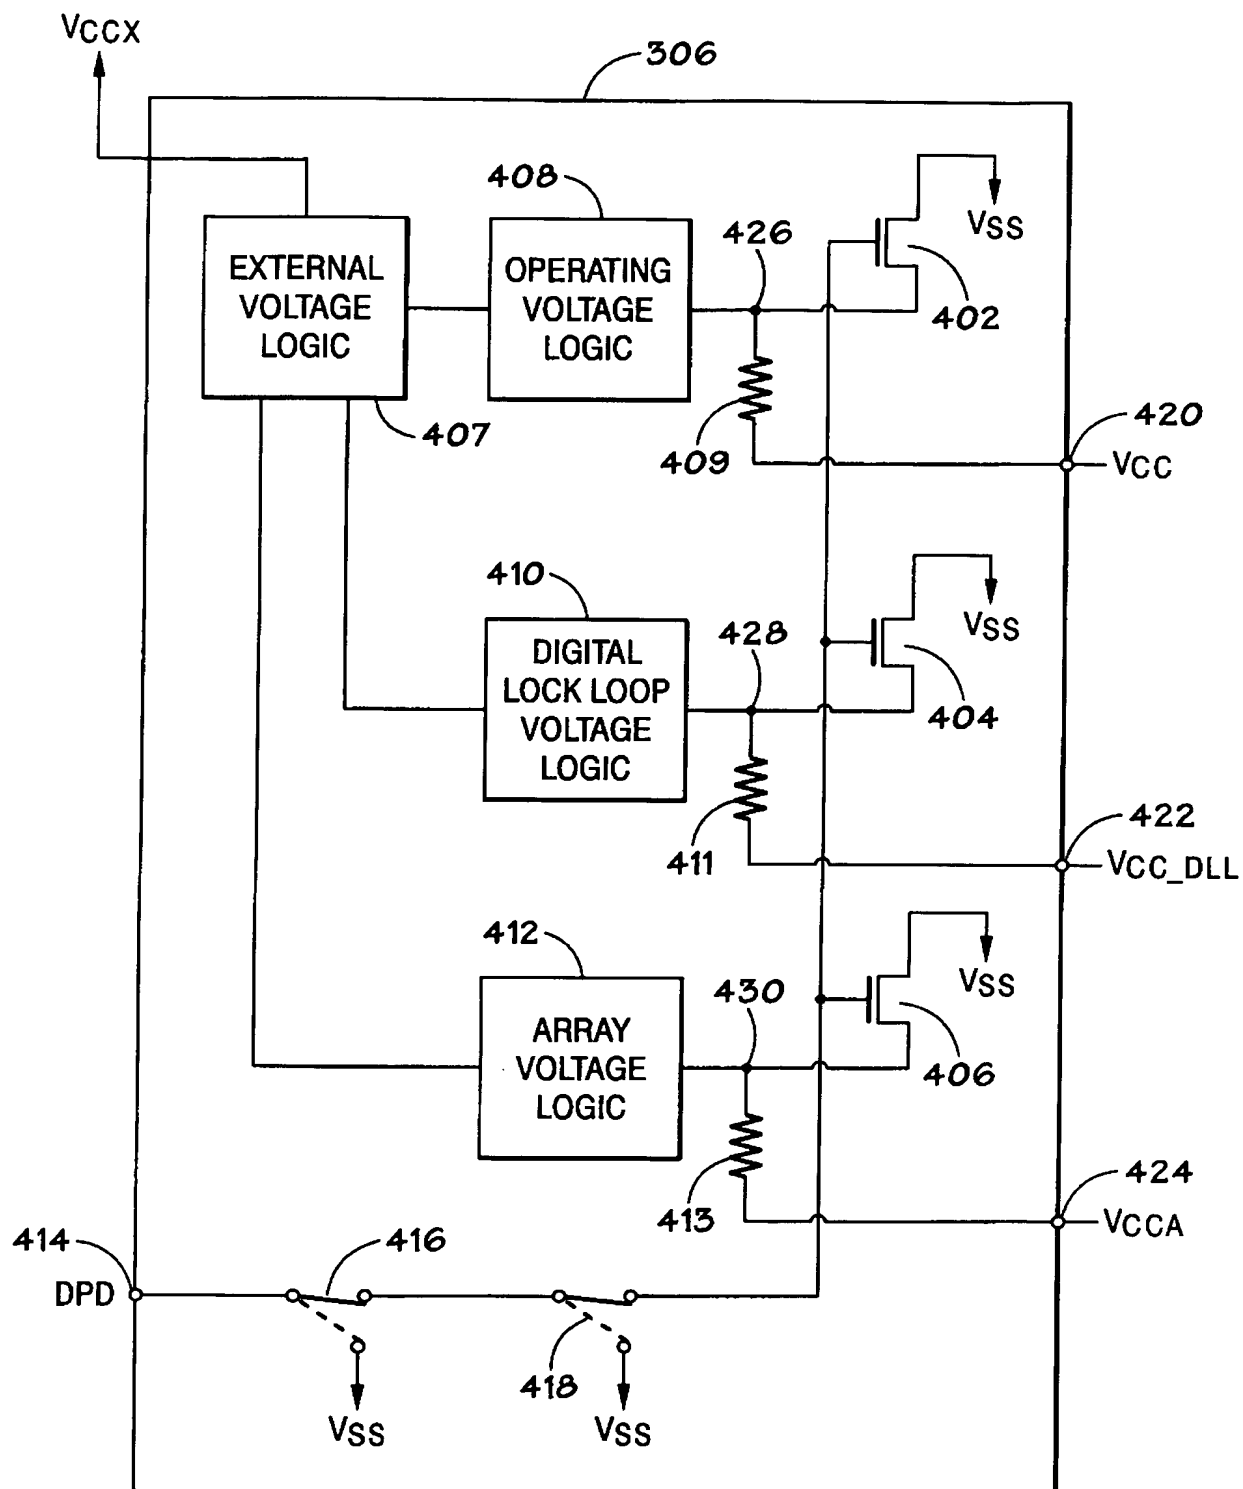 VCCX
306
408
VSS
426
EXTERNAL
VOLTAGE
LOGIC
OPERATING
VOLTAGE
LOGIC
402
407
409
420
VCC
410
428
VSS
DIGITAL
LOCK LOOP
VOLTAGE
LOGIC
404
411
422
VCC_DLL
412
430
VSS
ARRAY
VOLTAGE
LOGIC
406
413
424
VCCA
414
416
DPD
418
VSS
VSS